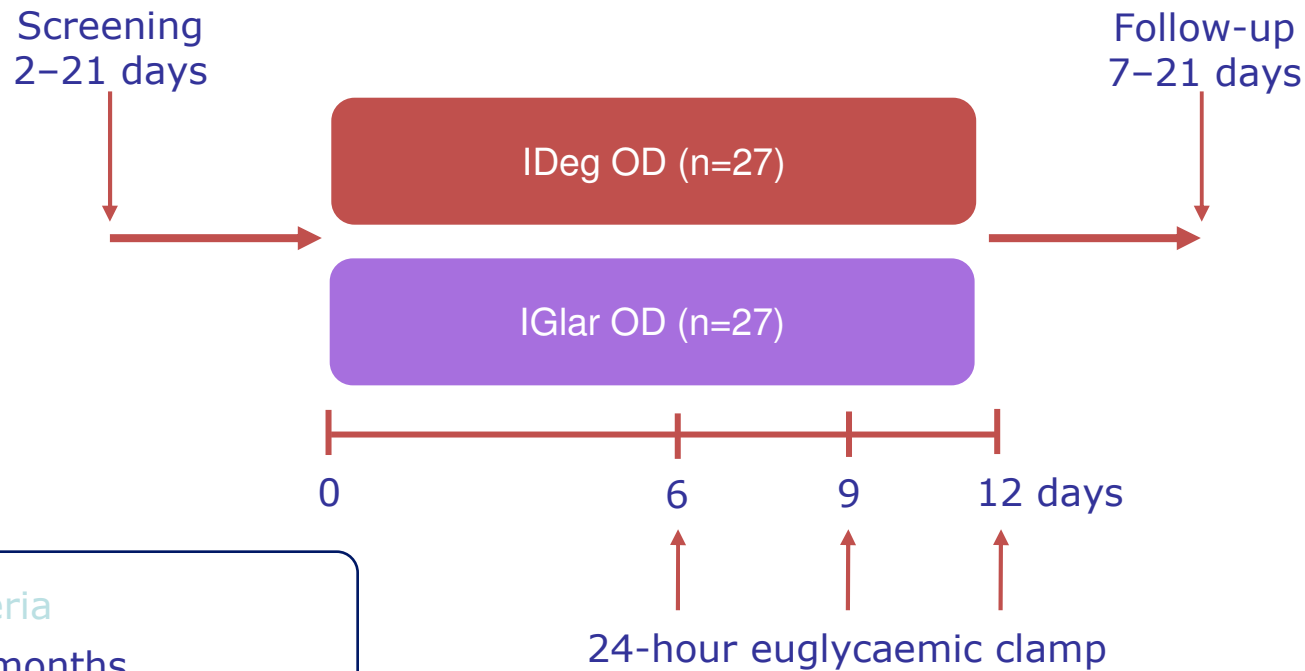 Screening
2–21 days
Follow-up
7–21 days
IDeg OD (n=27)
IGlar OD (n=27)
0
6
9
12 days
24-hour euglycaemic clamp
eria
months